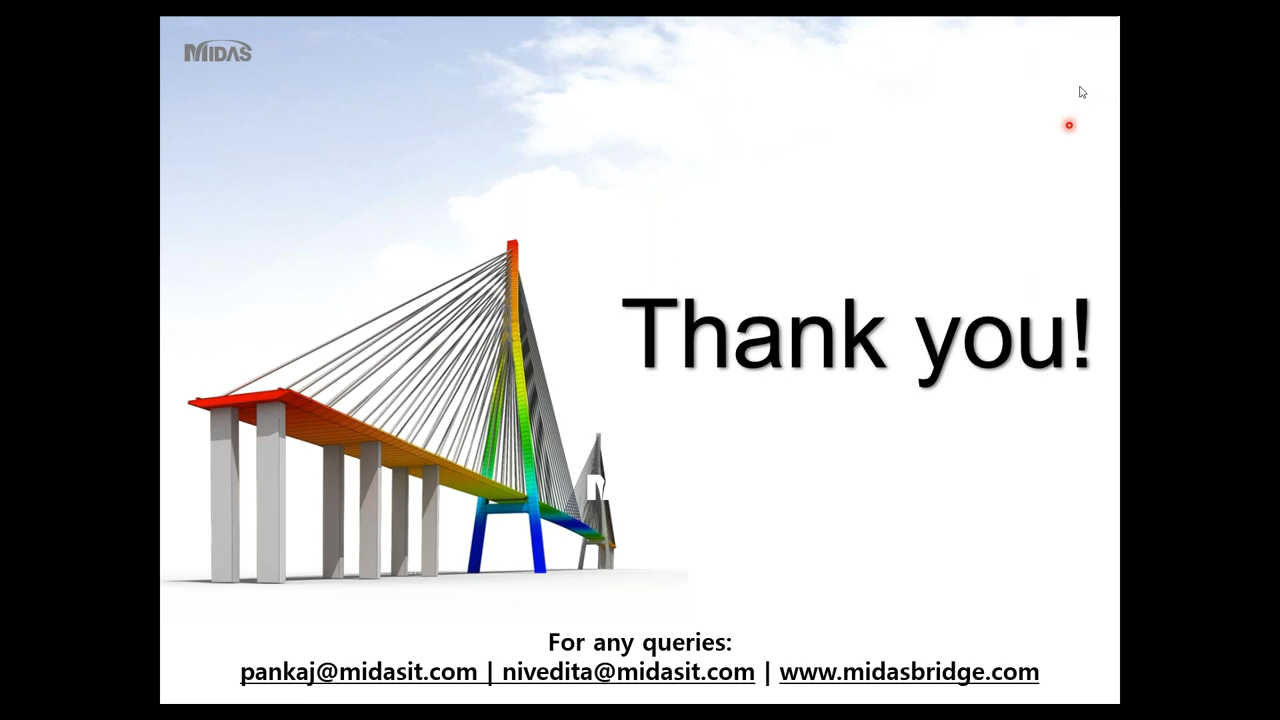 MIDAS
Thank you!
M
For any queries:
pankaj@midasit.com | nivedita@midasit.com | www.midasbridge.com